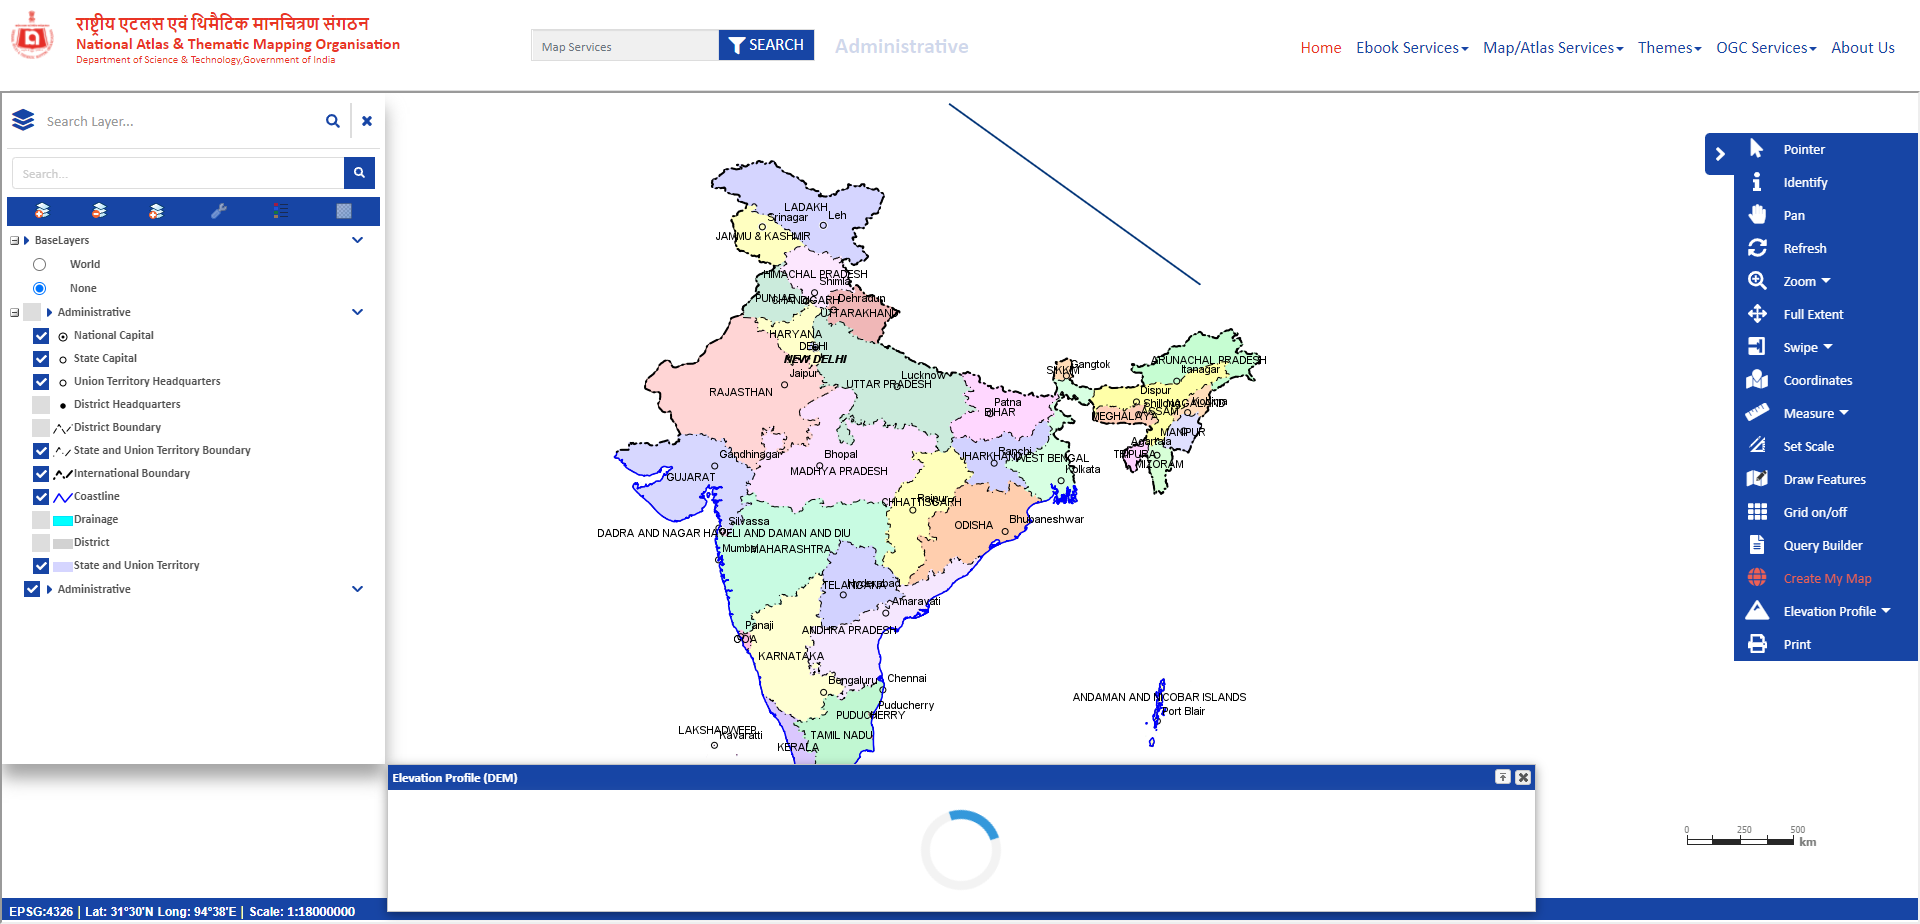 राष्ट्रीय एटलस एवं थिमैटिक मानचित्रण संगठन
National Atlas & Thematic Mapping Organisation
Department of Science & Technology,Government of India
Map Services
SEARCH
Administrative
Home
Ebook Services
Map/Atlas Services
Themes
OGC Services
About Us
Search Layer...
Search...
BaseLayers
World
None
Administrative
National Capital
State Capital
Union Territory Headquarters
District Headquarters
District Boundary
State and Union Territory Boundary
International Boundary
Coastline
Drainage
District
State and Union Territory
Administrative
LADAKH
Srinagar
Leh
JAMMU & KASHMIR
HIMACHAL PRADESH
Shimla
PUNJAB
CHANDIGARH
Dehradun
UTTARAKHAND
HARYANA
DELHI
NEW DELHI
Jaipur
RAJASTHAN
Lucknow
UTTAR PRADESH
Gangtok
SIKKIM
ARUNACHAL PRADESH
Itanagar
Dispur
Patna
BIHAR
Shillong
NAGALAND
Kohima
MEGHALAYA
ASSAM
MANIPUR
Agartala
TRIPURA
MIZORAM
Gandhinagar
GUJARAT
Bhopal
MADHYA PRADESH
Ranchi
JHARKHAND
WEST BENGAL
Kolkata
Raipur
CHHATTISGARH
ODISHA
Bhubaneshwar
Silvassa
DADRA AND NAGAR HAVELI AND DAMAN AND DIU
Mumbai
MAHARASHTRA
Hyderabad
TELANGANA
Amaravati
Panaji
GOA
ANDHRA PRADESH
KARNATAKA
Bengaluru
Chennai
Puducherry
PUDUCHERRY
LAKSHADWEEP
Kavaratti
TAMIL NADU
KERALA
ANDAMAN AND NICOBAR ISLANDS
Port Blair
Pointer
Identify
Pan
Refresh
Zoom
Full Extent
Swipe
Coordinates
Measure
Set Scale
Draw Features
Grid on/off
Query Builder
Create My Map
Elevation Profile
Print
Elevation Profile (DEM)
0 250 500
km
EPSG:4326 | Lat: 31°30'N Long: 94°38'E | Scale: 1:18000000